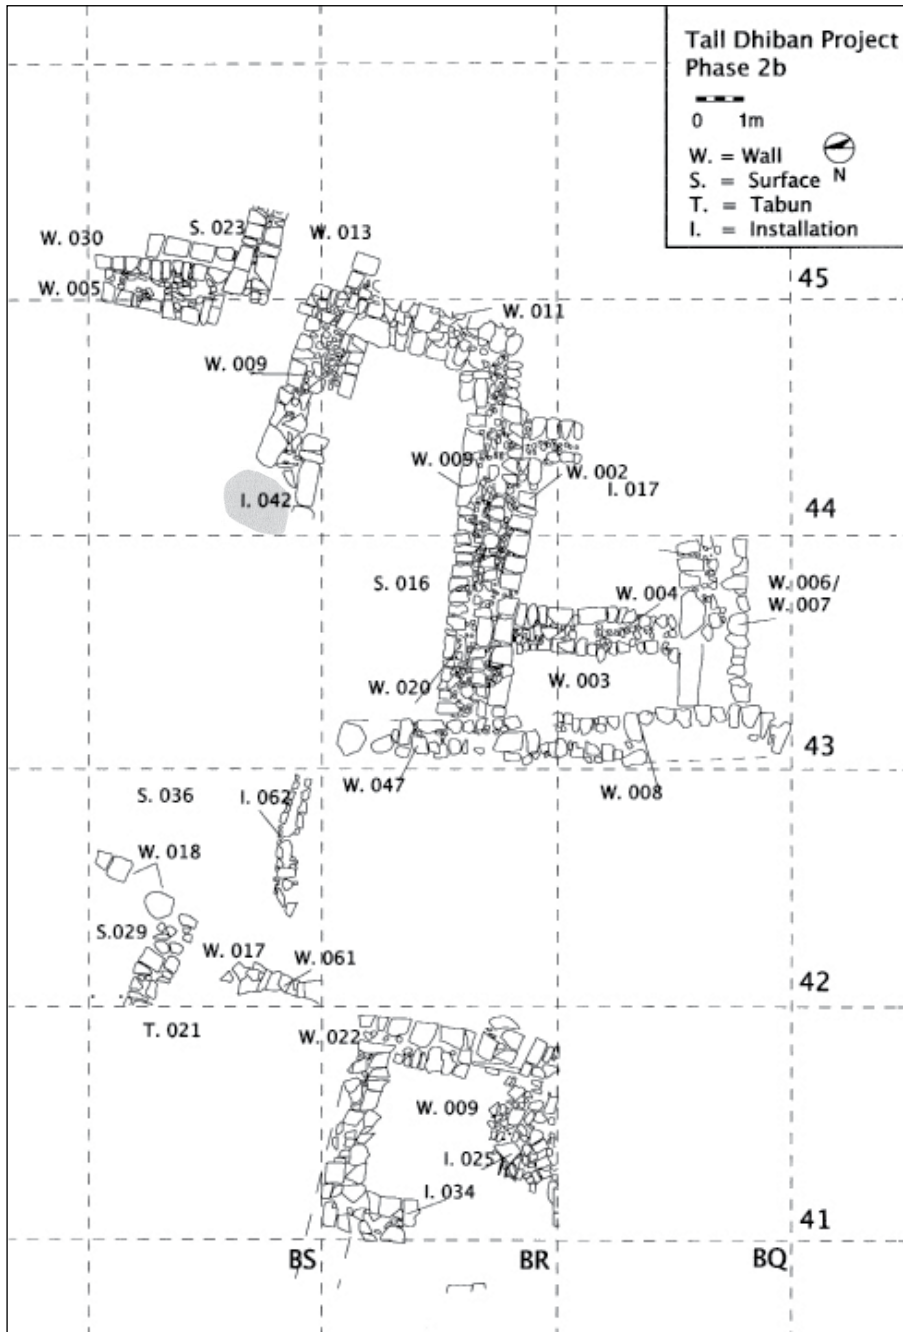 Tall Dhiban Project
Phase 2b
0 1m
W. = Wall
S. = Surface
T. = Tabun
I. = Installation
N
S. 023
W. 013
W. 030
W. 005
45
W. 011
W. 009
W. 009
W. 002
I. 042
I. 017
44
S. 016
W. 004
W. 006/
W. 007
W. 020
W. 003
43
W. 047
W. 008
S. 036
I. 062
W. 018
S.029
W. 017
W. 061
42
T. 021
W. 022
W. 009
I. 025
I. 034
41
BS
BR
BQ